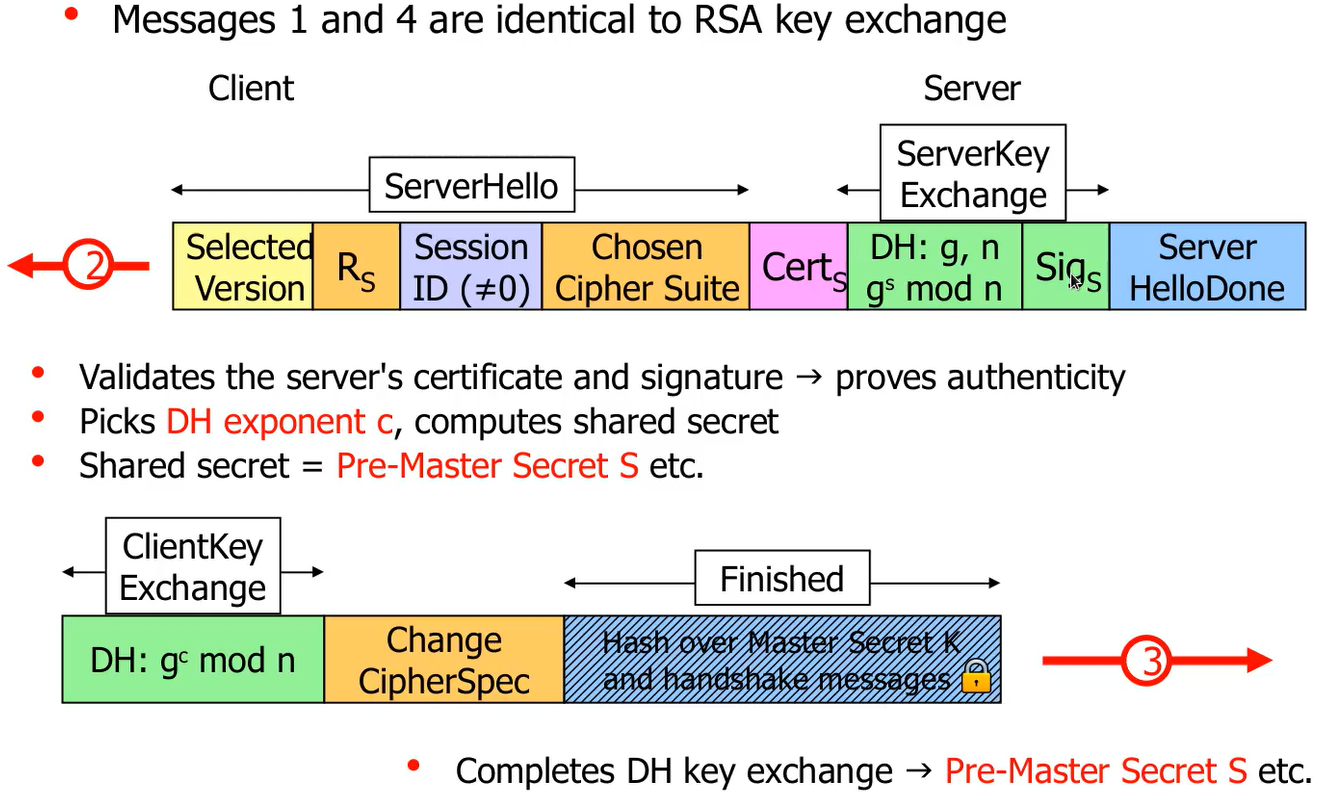 • Messages 1 and 4 are identical to RSA key exchange
Client
Server
ServerHello
ServerKey
Exchange
2
Selected
Version
R_S
Session
ID (≠0)
Chosen
Cipher Suite
Cert_S
DH: g, n
g^s mod n
Sig_S
Server
HelloDone
• Validates the server's certificate and signature → proves authenticity
• Picks DH exponent c, computes shared secret
• Shared secret = Pre-Master Secret S etc.
ClientKey
Exchange
Finished
DH: g^c mod n
Change
CipherSpec
Hash over Master Secret K
and handshake messages
3
• Completes DH key exchange → Pre-Master Secret S etc.